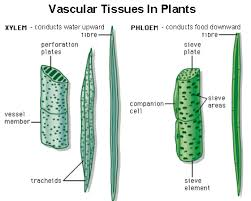 Vascular Tissues In Plants
XYLEM - conducts water upward
fibre
perforation
plates
vessel
member
tracheids
PHLOEM - conducts food downward
fibre
sieve
plate
companion
cell
sieve
areas
sieve
element